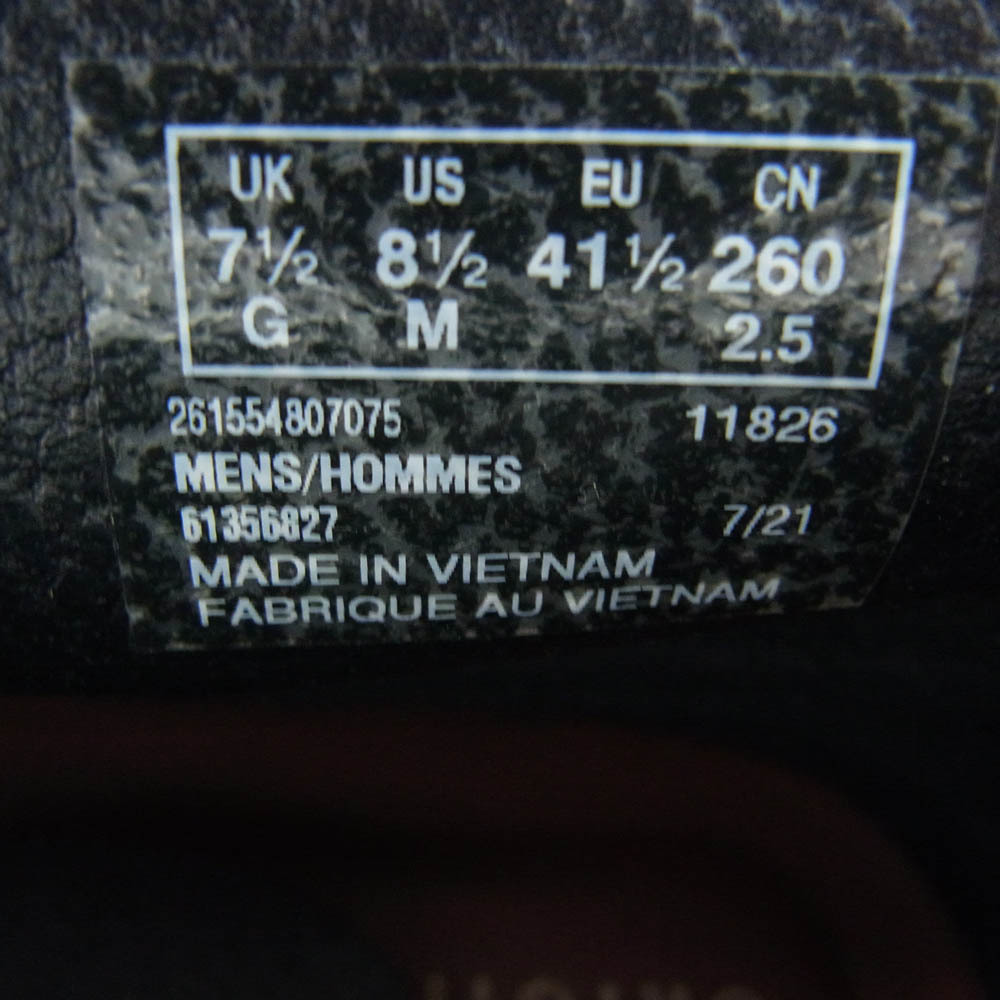 UK US EU CN
7½ 8½ 41½ 260
G M 2.5
261554807075 11826
MENS/HOMMES
61356827 7/21
MADE IN VIETNAM
FABRIQUE AU VIETNAM